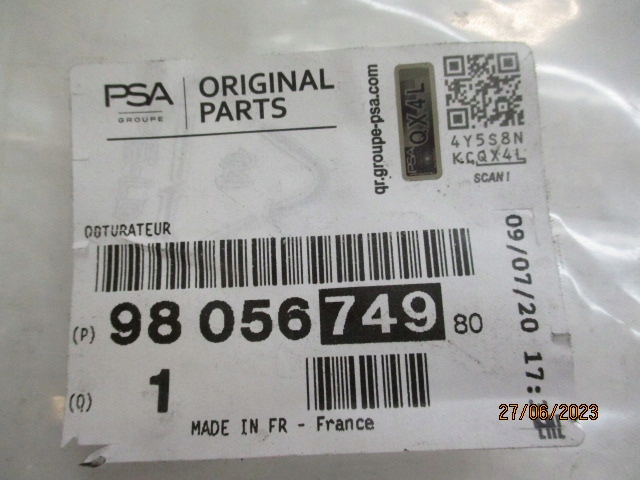 PSA
GROUPE
ORIGINAL
PARTS
qr.groupe-psa.com
PSA QX4L
4Y5S8N
KCQX4L
SCAN!
OBTURATEUR
(P) 98 056 749 80
(Q) 1
MADE IN FR - France
09/07/20 17:
EAC
27/06/2023